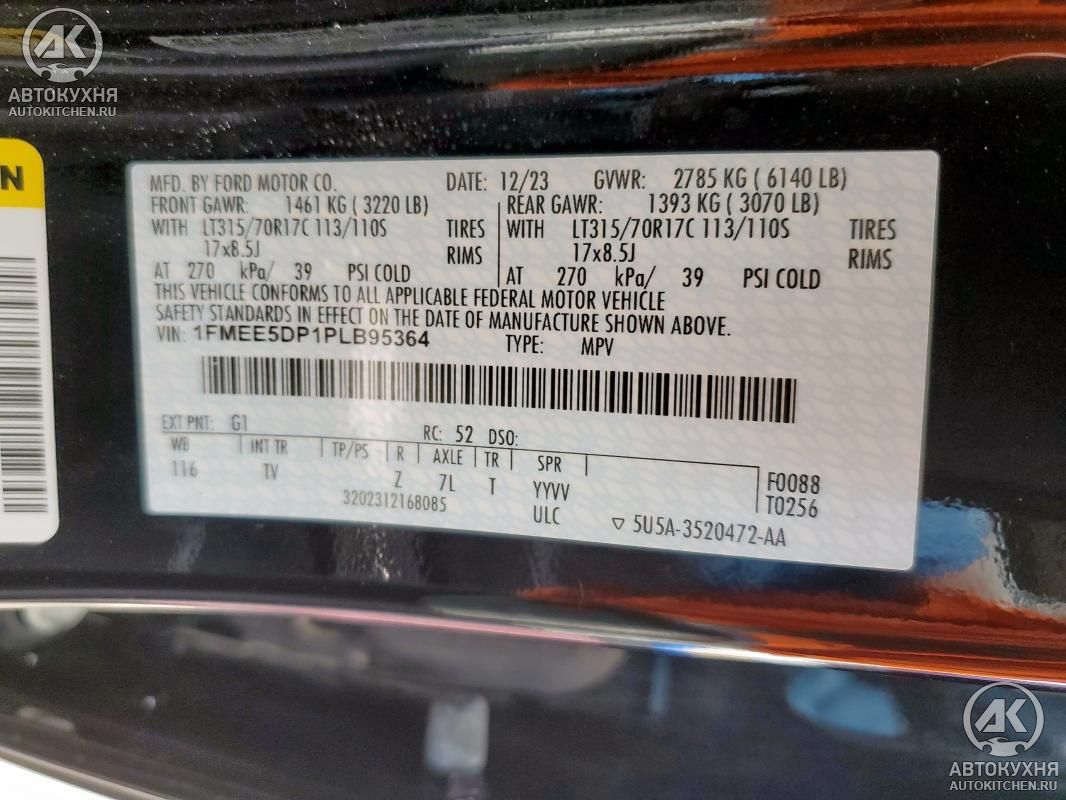 АК
АВТОКУХНЯ
AUTOKITCHEN.RU
N
MFD. BY FORD MOTOR CO. DATE: 12/23 GVWR: 2785 KG ( 6140 LB)
FRONT GAWR: 1461 KG ( 3220 LB) REAR GAWR: 1393 KG ( 3070 LB)
WITH LT315/70R17C 113/110S TIRES WITH LT315/70R17C 113/110S TIRES
17x8.5J RIMS 17x8.5J RIMS
AT 270 kPa/ 39 PSI COLD AT 270 kPa/ 39 PSI COLD
THIS VEHICLE CONFORMS TO ALL APPLICABLE FEDERAL MOTOR VEHICLE
SAFETY STANDARDS IN EFFECT ON THE DATE OF MANUFACTURE SHOWN ABOVE.
VIN: 1FMEE5DP1PLB95364 TYPE: MPV
EXT PNT: G1 RC: 52 DSO:
WB INT TR TP/PS R AXLE TR SPR
116 TV Z 7L T YYVV F0088
3202312168085 ULC T0256
5U5A-3520472-AA
АК
АВТОКУХНЯ
AUTOKITCHEN.RU